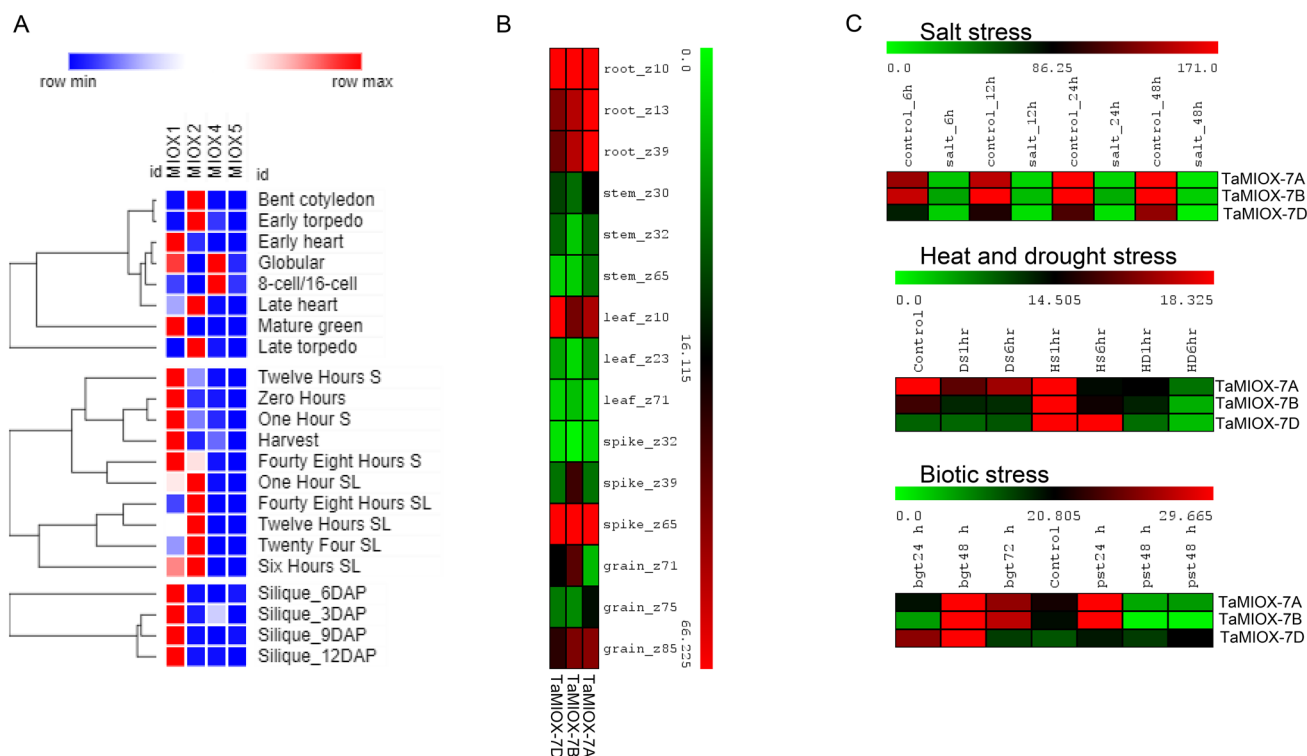 A
row min
row max
id
MIOX1
MIOX2
MIOX4
MIOX5
id
Bent cotyledon
Early torpedo
Early heart
Globular
8-cell/16-cell
Late heart
Mature green
Late torpedo
Twelve Hours S
Zero Hours
One Hour S
Harvest
Fourty Eight Hours S
One Hour SL
Fourty Eight Hours SL
Twelve Hours SL
Twenty Four SL
Six Hours SL
Silique_6DAP
Silique_3DAP
Silique_9DAP
Silique_12DAP
B
root_z10
root_z13
root_z39
stem_z30
stem_z32
stem_z65
leaf_z10
leaf_z23
leaf_z71
spike_z32
spike_z39
spike_z65
grain_z71
grain_z75
grain_z85
0.0
16.115
66.225
TaMIOX-7D
TaMIOX-7B
TaMIOX-7A
C
Salt stress
0.0 86.25 171.0
control_6h
salt_6h
control_12h
salt_12h
control_24h
salt_24h
control_48h
salt_48h
TaMIOX-7A
TaMIOX-7B
TaMIOX-7D
Heat and drought stress
0.0 14.505 18.325
Control
DS1hr
DS6hr
HS1hr
HS6hr
HD1hr
HD6hr
TaMIOX-7A
TaMIOX-7B
TaMIOX-7D
Biotic stress
0.0 20.805 29.665
bgt24 h
bgt48 h
bgt72 h
Control
pst24 h
pst48 h
pst48 h
TaMIOX-7A
TaMIOX-7B
TaMIOX-7D